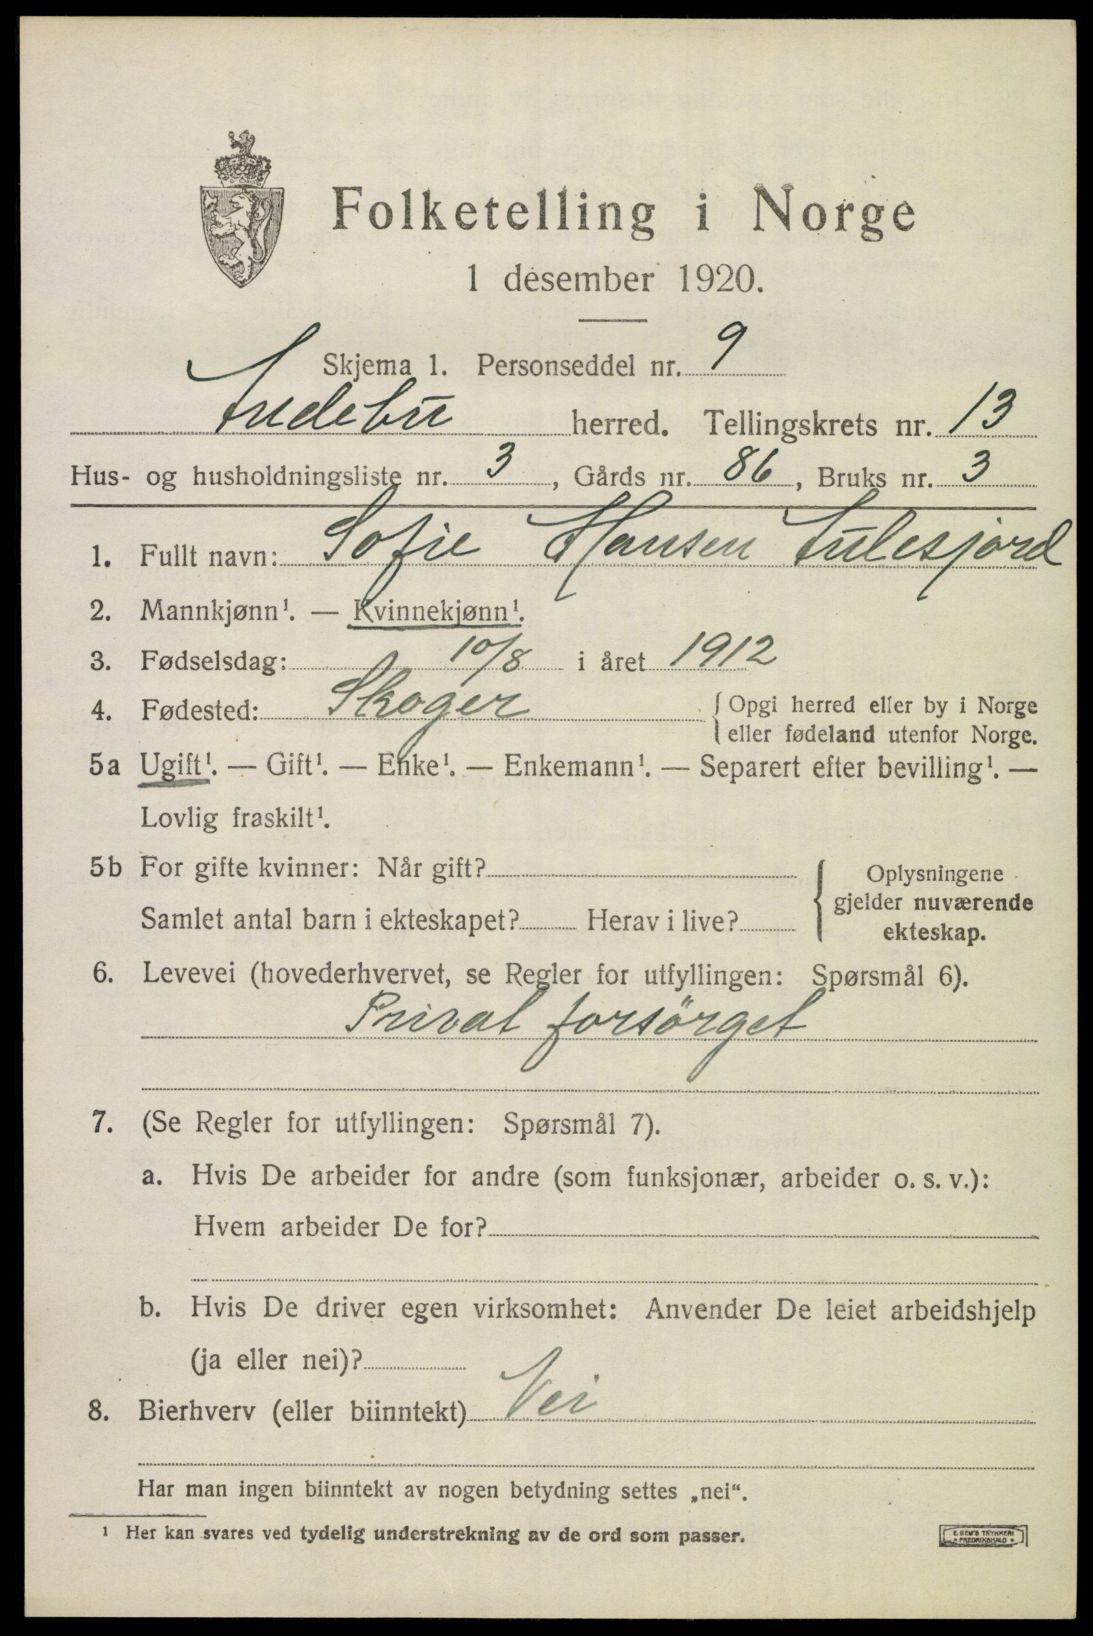 Folketelling i Norge
1 desember 1920.
Skjema 1. Personseddel nr. 9
Andebu herred. Tellingskrets nr. 13
Hus- og husholdningsliste nr. 3, Gårds nr. 86, Bruks nr. 3
1. Fullt navn: Sofie Hansen
2. Mannkjønn¹. — Kvinnekjønn¹.
3. Fødselsdag: 10/8 i året 1912
4. Fødested: Skoger { Opgi herred eller by i Norge
eller fødeland utenfor Norge.
5a Ugift¹. — Gift¹. — Enke¹. — Enkemann¹. — Separert efter bevilling¹. —
Lovlig fraskilt¹.
5b For gifte kvinner: Når gift?
Samlet antal barn i ekteskapet? Herav i live?
{ Oplysningene
gjelder nuværende
ekteskap.
6. Levevei (hovederhvervet, se Regler for utfyllingen: Spørsmål 6).
Privat forsörget
7. (Se Regler for utfyllingen: Spørsmål 7).
a. Hvis De arbeider for andre (som funksjonær, arbeider o. s. v.):
Hvem arbeider De for?
b. Hvis De driver egen virksomhet: Anvender De leiet arbeidshjelp
(ja eller nei)?
8. Bierhverv (eller biinntekt) Nei
Har man ingen biinntekt av nogen betydning settes „nei“.
¹ Her kan svares ved tydelig understrekning av de ord som passer.
E. SEM'S TRYKKERI
FREDRIKSHALD